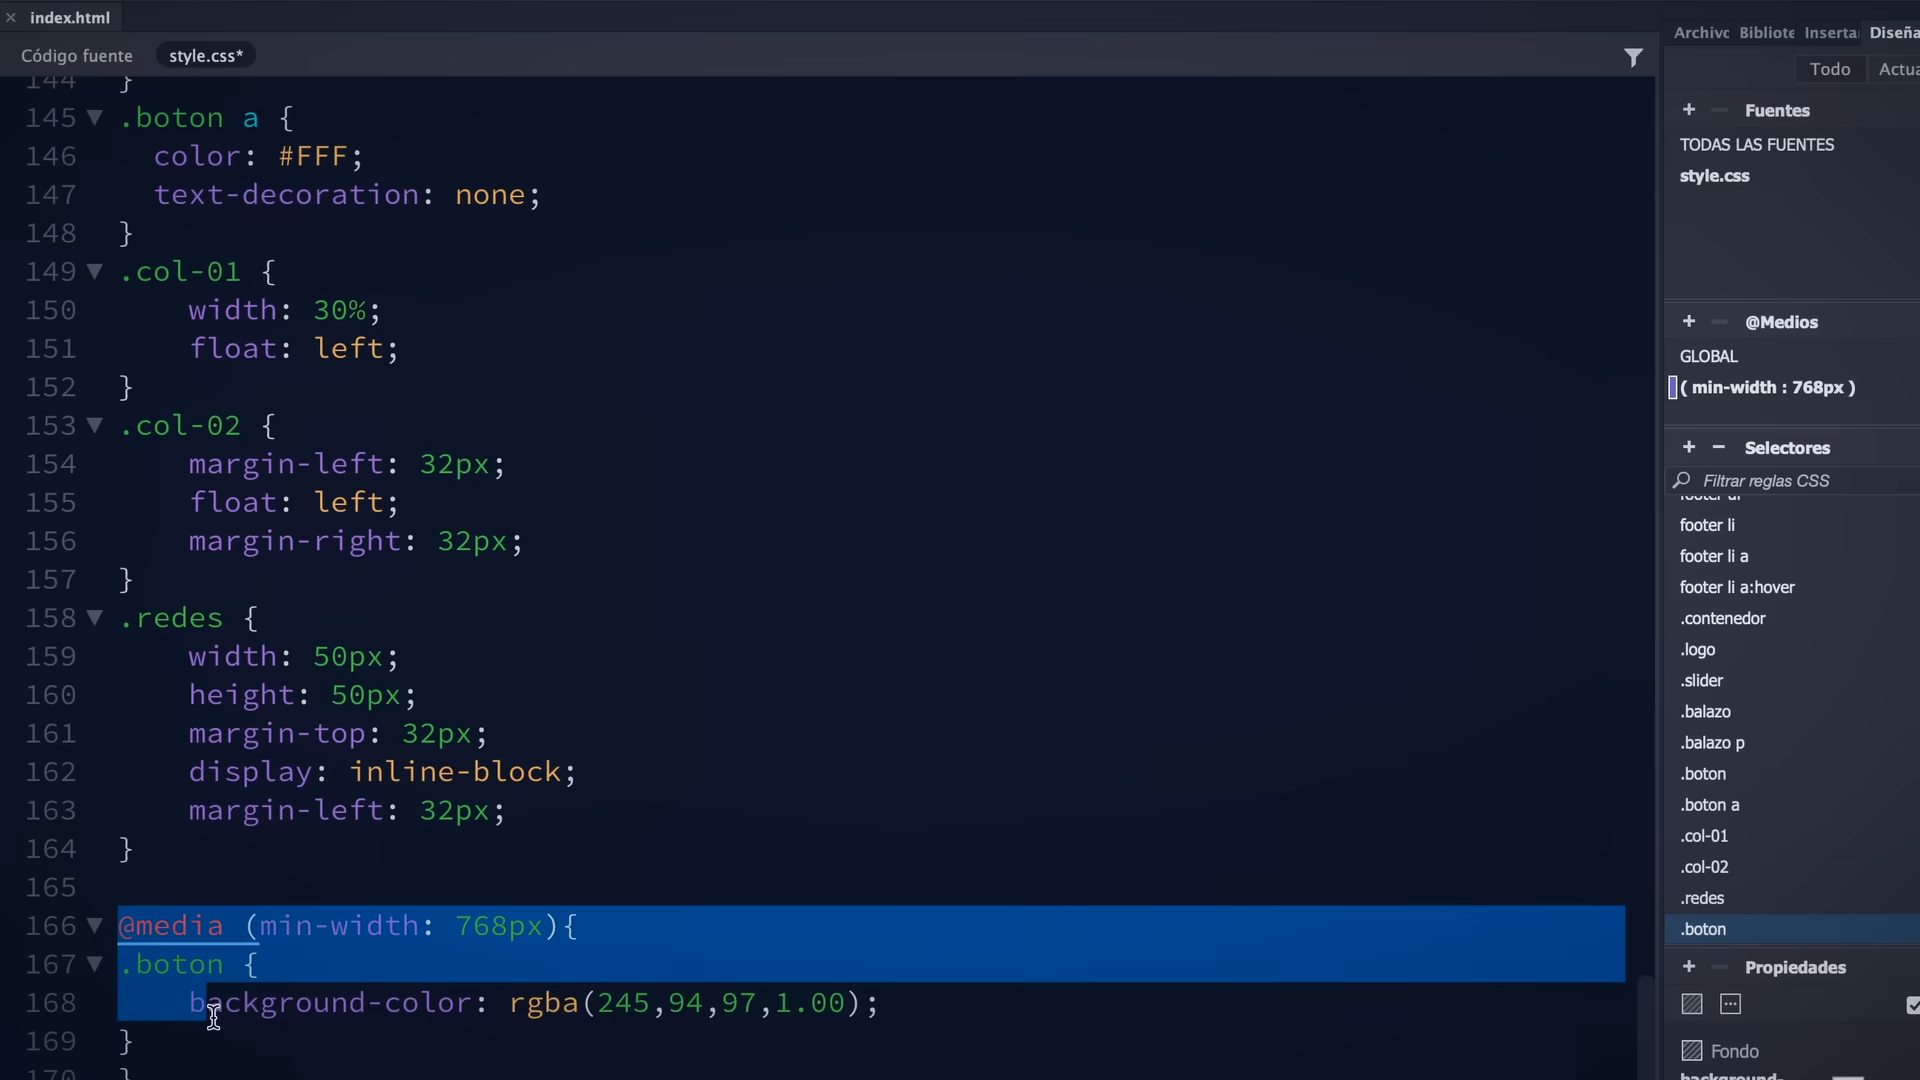 index.html
Código fuente
style.css*
144 }
145 .boton a {
146 color: #FFF;
147 text-decoration: none;
148 }
149 .col-01 {
150 width: 30%;
151 float: left;
152 }
153 .col-02 {
154 margin-left: 32px;
155 float: left;
156 margin-right: 32px;
157 }
158 .redes {
159 width: 50px;
160 height: 50px;
161 margin-top: 32px;
162 display: inline-block;
163 margin-left: 32px;
164 }
165
166 @media (min-width: 768px){
167 .boton {
168 background-color: rgba(245,94,97,1.00);
169 }
170 }
Archivo Bibliote Inserta Diseña
Todo Actua
+ Fuentes
TODAS LAS FUENTES
style.css
+ @Medios
GLOBAL
( min-width : 768px )
+ − Selectores
Filtrar reglas CSS
footer ul
footer li
footer li a
footer li a:hover
.contenedor
.logo
.slider
.balazo
.balazo p
.boton
.boton a
.col-01
.col-02
.redes
.boton
+ Propiedades
Fondo
background-